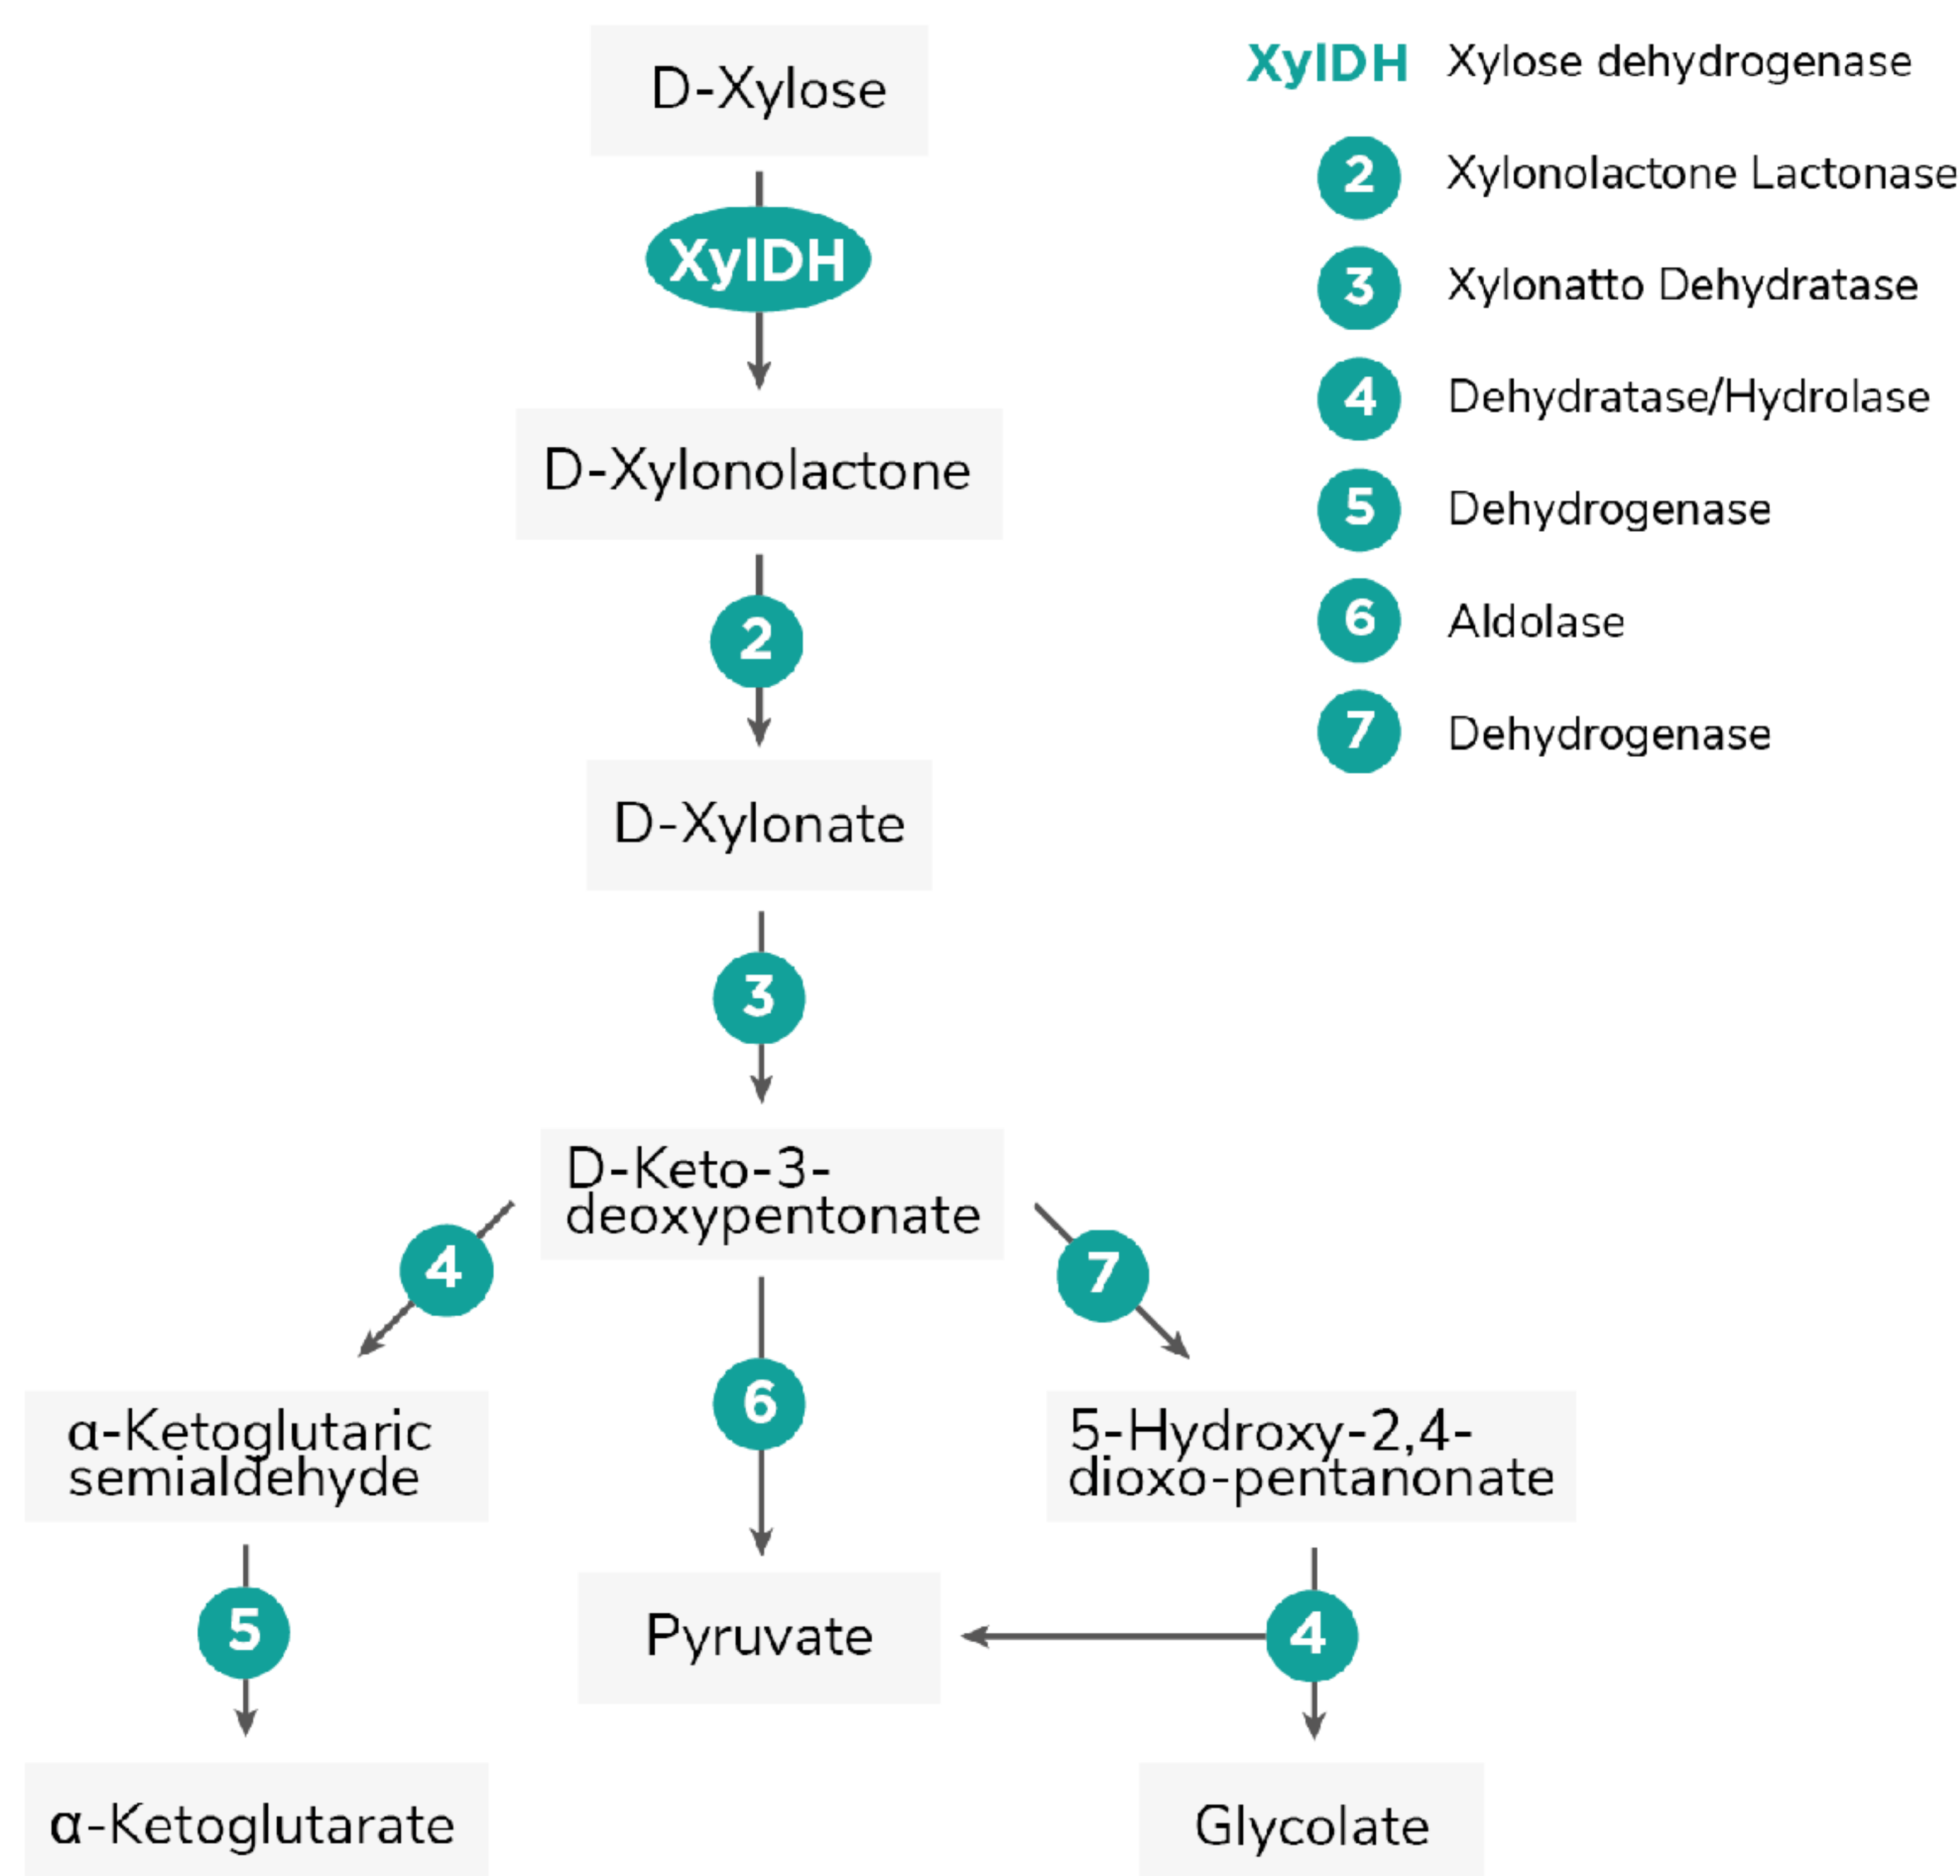 D-Xylose
XylDH
D-Xylonolactone
2
D-Xylonate
3
D-Keto-3-
deoxypentonate
4
7
6
α-Ketoglutaric
semialdehyde
5-Hydroxy-2,4-
dioxo-pentanonate
5
Pyruvate
4
α-Ketoglutarate
Glycolate
XylDH Xylose dehydrogenase
2 Xylonolactone Lactonase
3 Xylonatto Dehydratase
4 Dehydratase/Hydrolase
5 Dehydrogenase
6 Aldolase
7 Dehydrogenase